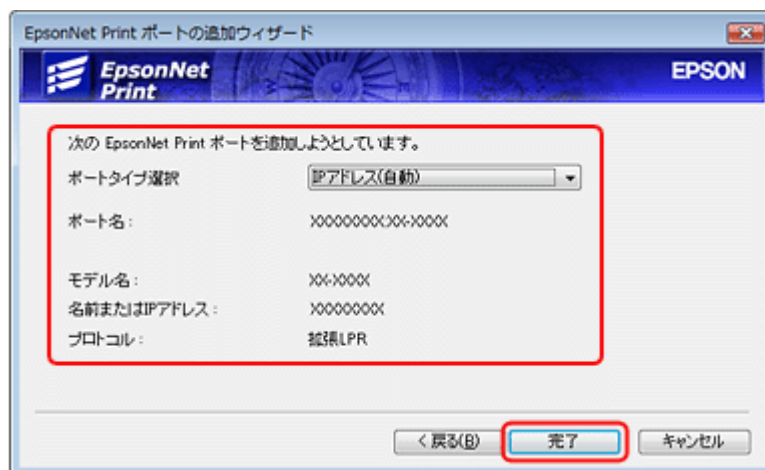 EpsonNet Print ポートの追加ウィザード
EpsonNet
Print
EPSON
次の EpsonNet Print ポートを追加しようとしています。
ポートタイプ選択 IPアドレス(自動)
ポート名： XXXXXXXX.XX-XXXX
モデル名： XX-XXXX
名前またはIPアドレス： XXXXXXXX
プロトコル： 拡張LPR
< 戻る(B) 完了 キャンセル